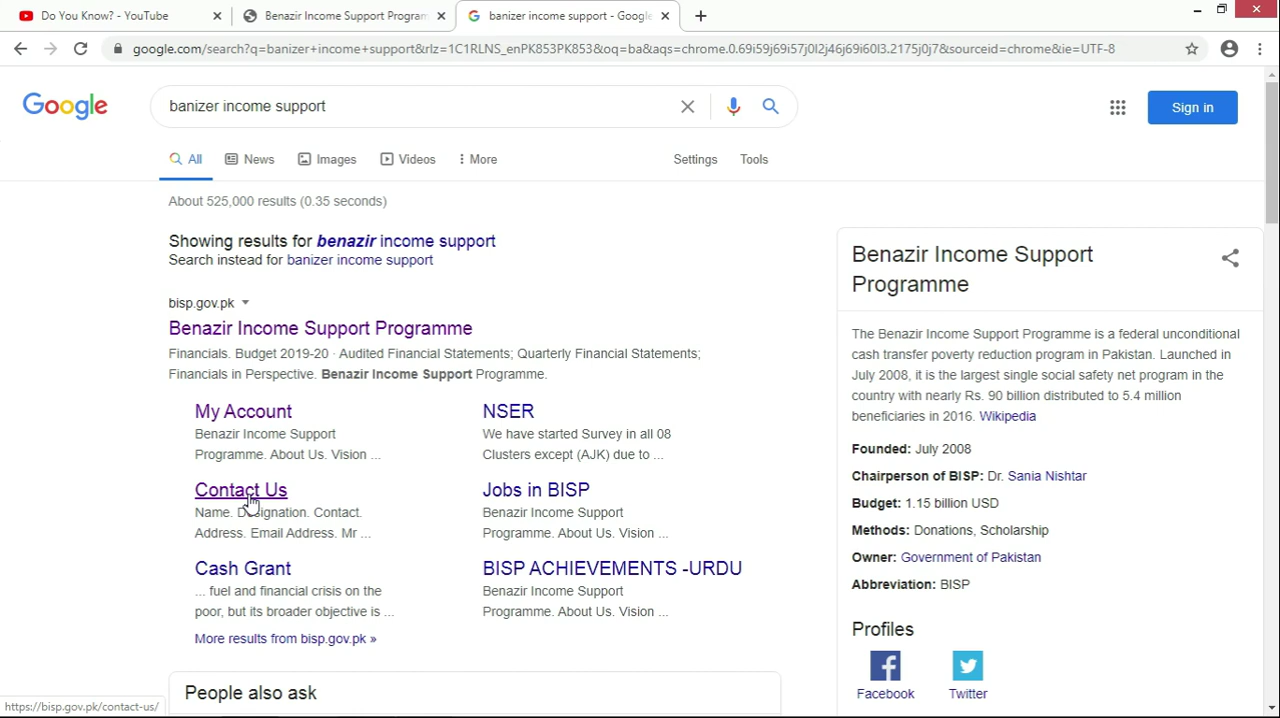 Do You Know? - YouTube
Benazir Income Support Program
banizer income support - Google
google.com/search?q=banizer+income+support&rlz=1C1RLNS_enPK853PK853&oq=ba&aqs=chrome.0.69i59j69i57j0l2j46j69i60l3.2175j0j7&sourceid=chrome&ie=UTF-8
Google
banizer income support
Sign in
All
News
Images
Videos
More
Settings
Tools
About 525,000 results (0.35 seconds)
Showing results for benazir income support
Search instead for banizer income support
bisp.gov.pk
Benazir Income Support Programme
Financials. Budget 2019-20 · Audited Financial Statements; Quarterly Financial Statements;
Financials in Perspective. Benazir Income Support Programme.
My Account
Benazir Income Support
Programme. About Us. Vision ...
NSER
We have started Survey in all 08
Clusters except (AJK) due to ...
Contact Us
Name. Designation. Contact.
Address. Email Address. Mr ...
Jobs in BISP
Benazir Income Support
Programme. About Us. Vision ...
Cash Grant
... fuel and financial crisis on the
poor, but its broader objective is ...
BISP ACHIEVEMENTS -URDU
Benazir Income Support
Programme. About Us. Vision ...
More results from bisp.gov.pk »
People also ask
Benazir Income Support
Programme
The Benazir Income Support Programme is a federal unconditional
cash transfer poverty reduction program in Pakistan. Launched in
July 2008, it is the largest single social safety net program in the
country with nearly Rs. 90 billion distributed to 5.4 million
beneficiaries in 2016. Wikipedia
Founded: July 2008
Chairperson of BISP: Dr. Sania Nishtar
Budget: 1.15 billion USD
Methods: Donations, Scholarship
Owner: Government of Pakistan
Abbreviation: BISP
Profiles
Facebook
Twitter
https://bisp.gov.pk/contact-us/